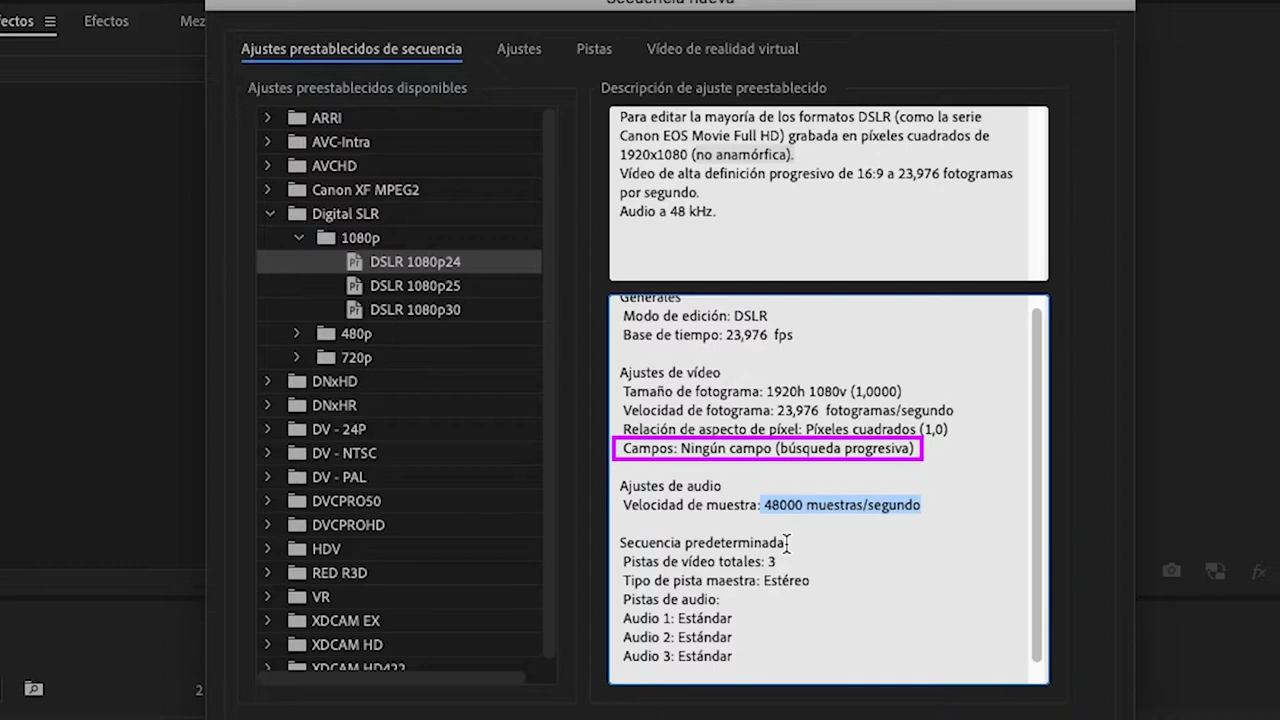 Secuencia nueva
fectos
Efectos
Mez
Ajustes prestablecidos de secuencia
Ajustes
Pistas
Vídeo de realidad virtual
Ajustes preestablecidos disponibles
ARRI
AVC-Intra
AVCHD
Canon XF MPEG2
Digital SLR
1080p
DSLR 1080p24
DSLR 1080p25
DSLR 1080p30
480p
720p
DNxHD
DNxHR
DV - 24P
DV - NTSC
DV - PAL
DVCPRO50
DVCPROHD
HDV
RED R3D
VR
XDCAM EX
XDCAM HD
XDCAM HD422
Descripción de ajuste preestablecido
Para editar la mayoría de los formatos DSLR (como la serie
Canon EOS Movie Full HD) grabada en píxeles cuadrados de
1920x1080 (no anamórfica).
Vídeo de alta definición progresivo de 16:9 a 23,976 fotogramas
por segundo.
Audio a 48 kHz.
Generales
Modo de edición: DSLR
Base de tiempo: 23,976 fps
Ajustes de vídeo
Tamaño de fotograma: 1920h 1080v (1,0000)
Velocidad de fotograma: 23,976 fotogramas/segundo
Relación de aspecto de píxel: Píxeles cuadrados (1,0)
Campos: Ningún campo (búsqueda progresiva)
Ajustes de audio
Velocidad de muestra: 48000 muestras/segundo
Secuencia predeterminada
Pistas de vídeo totales: 3
Tipo de pista maestra: Estéreo
Pistas de audio:
Audio 1: Estándar
Audio 2: Estándar
Audio 3: Estándar
2
fx